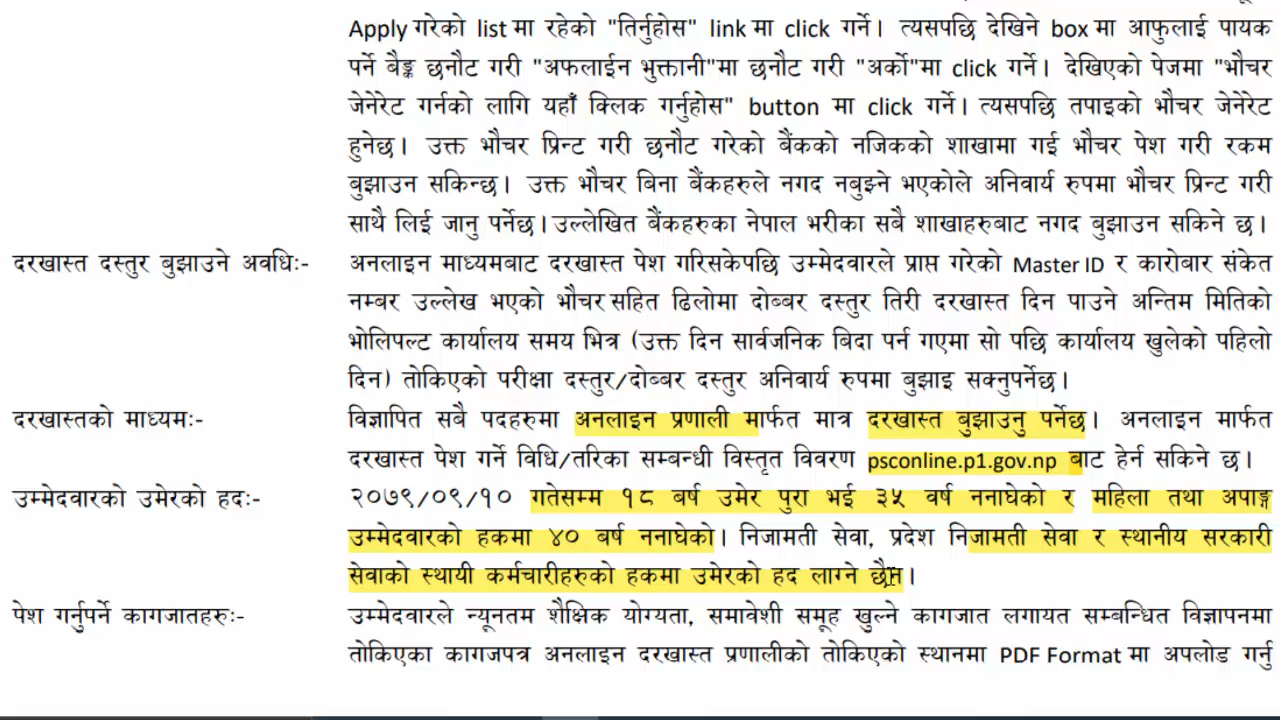 Apply गरेको list मा रहेको "तिर्नुहोस" link मा click गर्ने। त्यसपछि देखिने box मा आफुलाई पायक
पर्ने बैङ्क छनौट गरी "अफलाईन भुक्तानी"मा छनौट गरी "अर्को"मा click गर्ने। देखिएको पेजमा "भौचर
जेनेरेट गर्नको लागि यहाँ क्लिक गर्नुहोस" button मा click गर्ने। त्यसपछि तपाइको भौचर जेनेरेट
हुनेछ। उक्त भौचर प्रिन्ट गरी छनौट गरेको बैंकको नजिकको शाखामा गई भौचर पेश गरी रकम
बुझाउन सकिन्छ। उक्त भौचर बिना बैंकहरुले नगद नबुझ्ने भएकोले अनिवार्य रुपमा भौचर प्रिन्ट गरी
साथै लिई जानु पर्नेछ। उल्लेखित बैंकहरुका नेपाल भरीका सबै शाखाहरुबाट नगद बुझाउन सकिने छ।
दरखास्त दस्तुर बुझाउने अवधिः- अनलाइन माध्यमबाट दरखास्त पेश गरिसकेपछि उम्मेदवारले प्राप्त गरेको Master ID र कारोबार संकेत
नम्बर उल्लेख भएको भौचर सहित ढिलोमा दोब्बर दस्तुर तिरी दरखास्त दिन पाउने अन्तिम मितिको
भोलिपल्ट कार्यालय समय भित्र (उक्त दिन सार्वजनिक बिदा पर्न गएमा सो पछि कार्यालय खुलेको पहिलो
दिन) तोकिएको परीक्षा दस्तुर/दोब्बर दस्तुर अनिवार्य रुपमा बुझाइ सक्नुपर्नेछ।
दरखास्तको माध्यमः- विज्ञापित सबै पदहरुमा अनलाइन प्रणाली मार्फत मात्र दरखास्त बुझाउनु पर्नेछ। अनलाइन मार्फत
दरखास्त पेश गर्ने विधि/तरिका सम्बन्धी विस्तृत विवरण psconline.p1.gov.np बाट हेर्न सकिने छ।
उम्मेदवारको उमेरको हदः- २०७९/०९/१० गतेसम्म १८ बर्ष उमेर पुरा भई ३५ वर्ष ननाघेको र महिला तथा अपाङ्ग
उम्मेदवारको हकमा ४० बर्ष ननाघेको। निजामती सेवा, प्रदेश निजामती सेवा र स्थानीय सरकारी
सेवाको स्थायी कर्मचारीहरुको हकमा उमेरको हद लाग्ने छैन।
पेश गर्नुपर्ने कागजातहरुः- उम्मेदवारले न्यूनतम शैक्षिक योग्यता, समावेशी समूह खुल्ने कागजात लगायत सम्बन्धित विज्ञापनमा
तोकिएका कागजपत्र अनलाइन दरखास्त प्रणालीको तोकिएको स्थानमा PDF Format मा अपलोड गर्नु